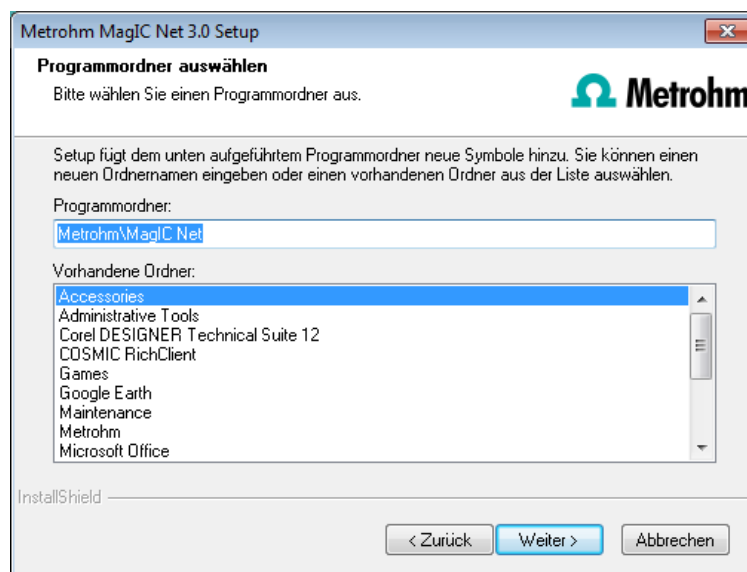 Metrohm MagIC Net 3.0 Setup
Programmordner auswählen
Bitte wählen Sie einen Programmordner aus.
Metrohm
Setup fügt dem unten aufgeführtem Programmordner neue Symbole hinzu. Sie können einen
neuen Ordnernamen eingeben oder einen vorhandenen Ordner aus der Liste auswählen.
Programmordner:
Metrohm\MagIC Net
Vorhandene Ordner:
Accessories
Administrative Tools
Corel DESIGNER Technical Suite 12
COSMIC RichClient
Games
Google Earth
Maintenance
Metrohm
Microsoft Office
InstallShield
< Zurück
Weiter >
Abbrechen